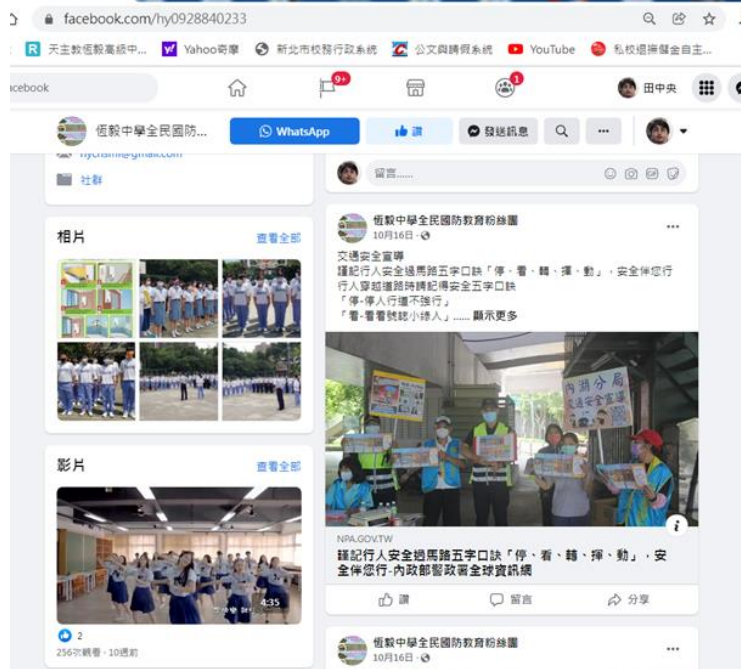 facebook.com/hy0928840233
天主教恆毅高級中...
Yahoo奇摩
新北市校務行政系統
公文與請假系統
YouTube
私校退撫儲金自主...
acebook
9+
1
田中央
恆毅中學全民國防...
WhatsApp
讚
發送訊息
社群
留言......
相片
查看全部
恆毅中學全民國防教育粉絲團
10月16日
交通安全宣導
謹記行人安全過馬路五字口訣「停、看、轉、揮、動」，安全伴您行
行人穿越道路時請記得安全五字口訣
「停-停人行道不強行」
「看-看看號誌小綠人」...... 顯示更多
內湖分局
交通安全宣導
NPA.GOV.TW
謹記行人安全過馬路五字口訣「停、看、轉、揮、動」，安
全伴您行-內政部警政署全球資訊網
讚
留言
分享
影片
查看全部
4:35
2
256次觀看 · 10週前
恆毅中學全民國防教育粉絲團
10月16日